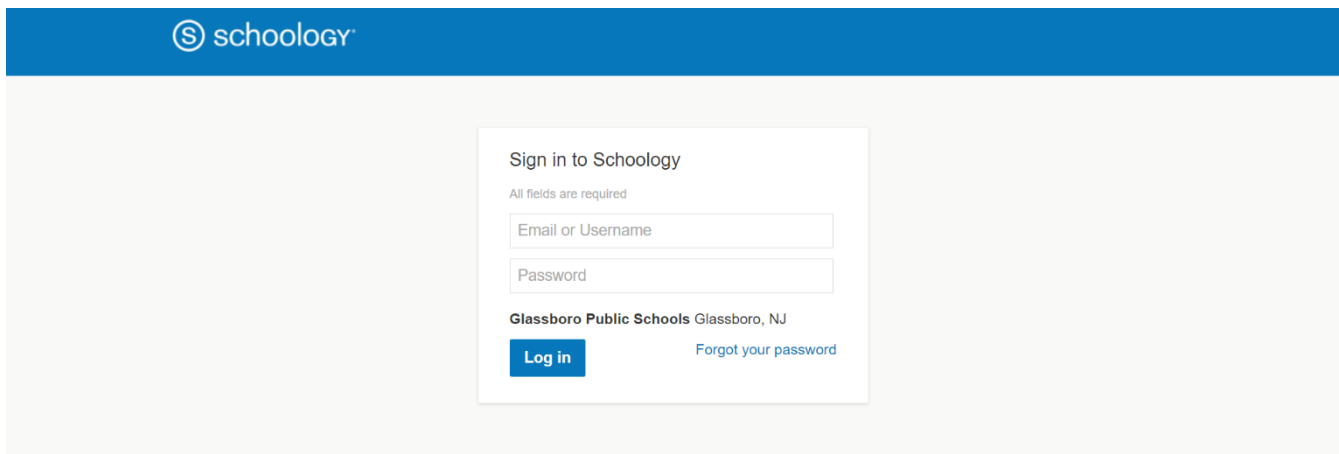 schoology
Sign in to Schoology
All fields are required
Email or Username
Password
Glassboro Public Schools Glassboro, NJ
Log in
Forgot your password